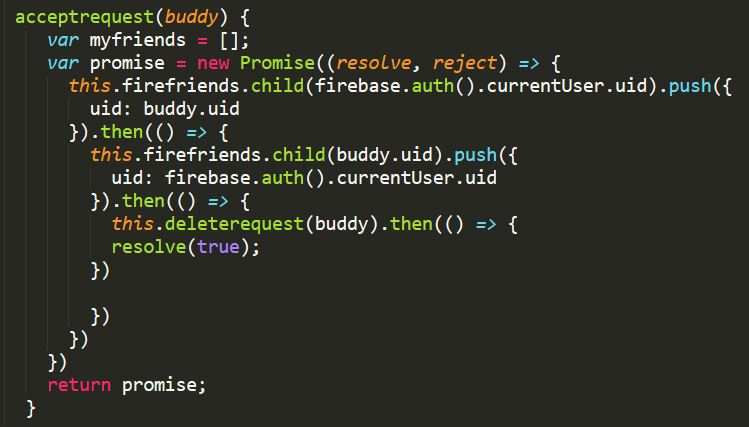 acceptrequest(buddy) {
var myfriends = [];
var promise = new Promise((resolve, reject) => {
this.firefriends.child(firebase.auth().currentUser.uid).push({
uid: buddy.uid
}).then(() => {
this.firefriends.child(buddy.uid).push({
uid: firebase.auth().currentUser.uid
}).then(() => {
this.deleterequest(buddy).then(() => {
resolve(true);
})
})
})
})
return promise;
}